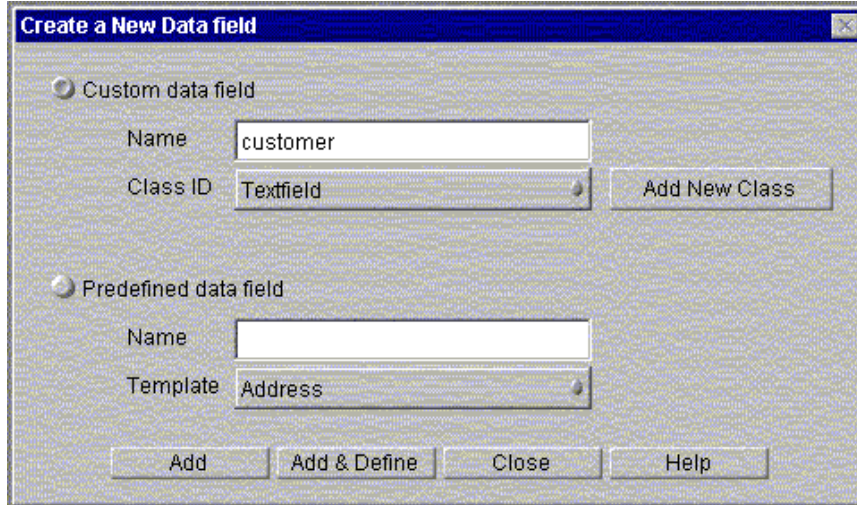 Create a New Data field
Custom data field
Name customer
Class ID Textfield Add New Class
Predefined data field
Name
Template Address
Add Add & Define Close Help